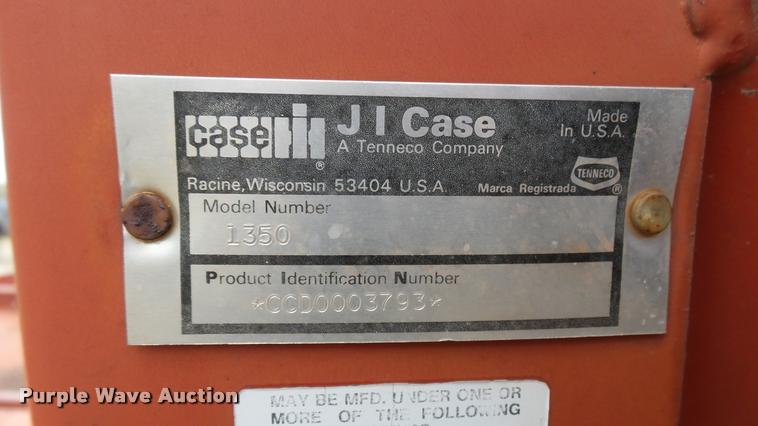 case IH ®
J I Case
A Tenneco Company
Made
In U.S.A.
Racine, Wisconsin 53404 U.S.A.
Marca Registrada
TENNECO ®
Model Number
1350
Product Identification Number
*CCD0003793*
MAY BE MFD. UNDER ONE OR
MORE OF THE FOLLOWING
Purple Wave Auction